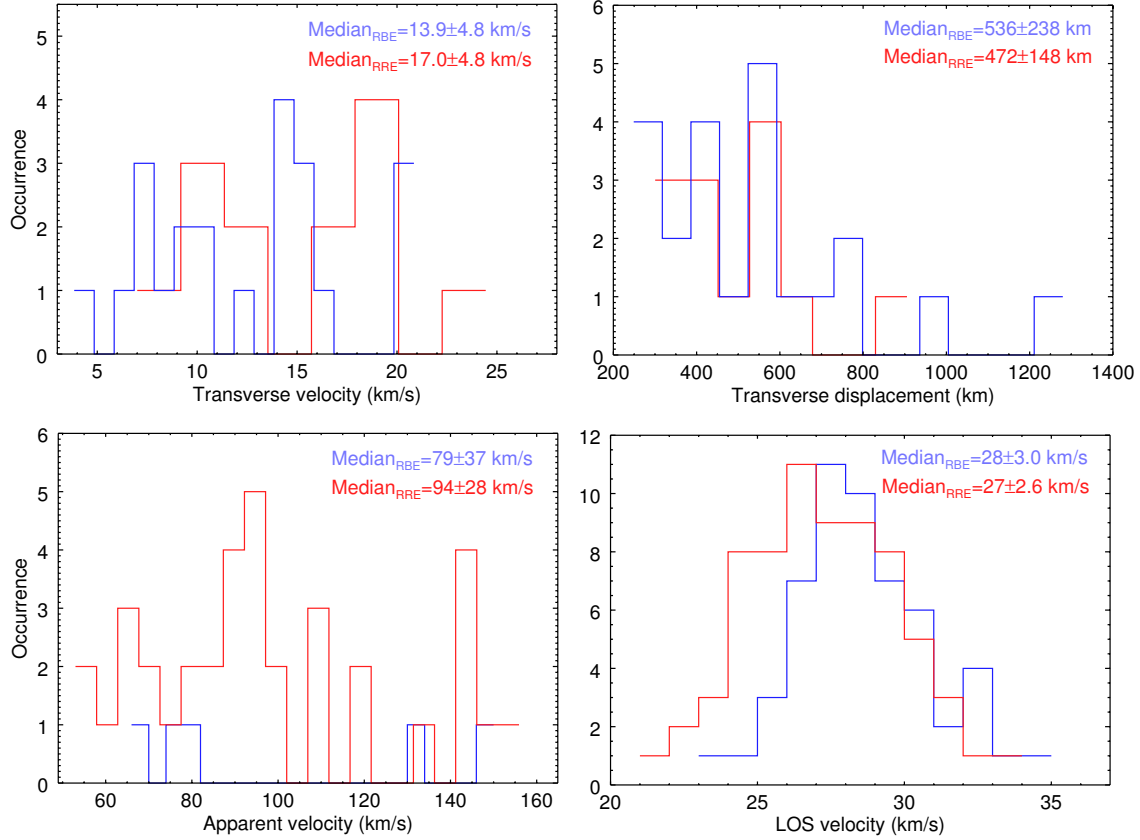 Median_RBE=13.9±4.8 km/s
Median_RRE=17.0±4.8 km/s
5
4
3
2
1
0
Occurrence
5 10 15 20 25
Transverse velocity (km/s)
Median_RBE=536±238 km
Median_RRE=472±148 km
6
5
4
3
2
1
0
200 400 600 800 1000 1200 1400
Transverse displacement (km)
Median_RBE=79±37 km/s
Median_RRE=94±28 km/s
6
5
4
3
2
1
0
Occurrence
60 80 100 120 140 160
Apparent velocity (km/s)
Median_RBE=28±3.0 km/s
Median_RRE=27±2.6 km/s
12
10
8
6
4
2
0
20 25 30 35
LOS velocity (km/s)